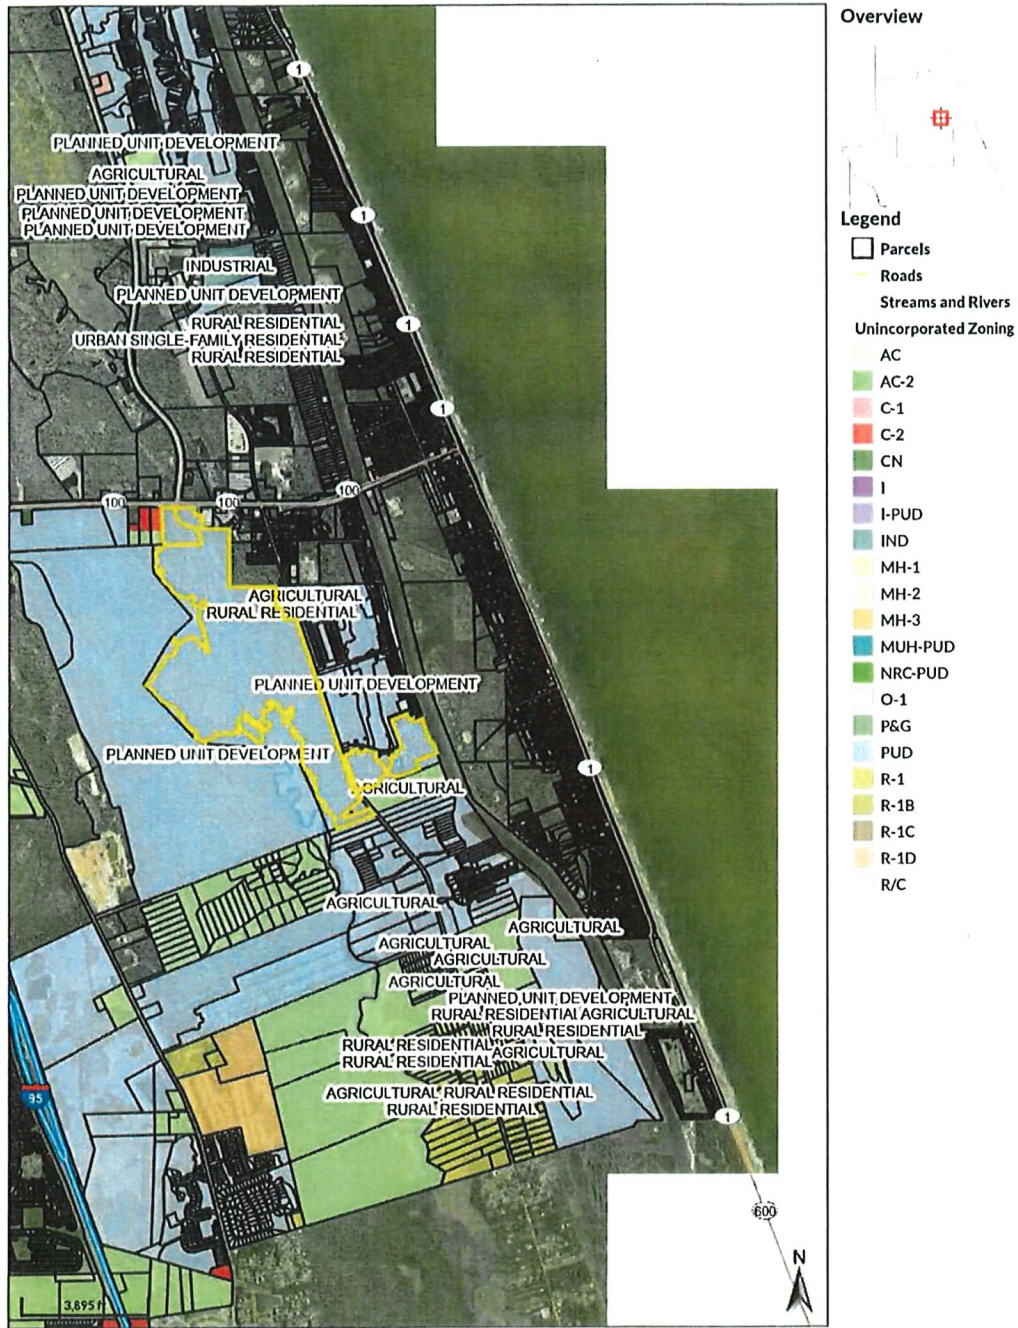 1
PLANNED UNIT DEVELOPMENT
AGRICULTURAL
PLANNED UNIT DEVELOPMENT
PLANNED UNIT DEVELOPMENT
PLANNED UNIT DEVELOPMENT
1
INDUSTRIAL
PLANNED UNIT DEVELOPMENT
RURAL RESIDENTIAL
1
URBAN SINGLE-FAMILY RESIDENTIAL
RURAL RESIDENTIAL
1
100
100
100
AGRICULTURAL
RURAL RESIDENTIAL
PLANNED UNIT DEVELOPMENT
PLANNED UNIT DEVELOPMENT
1
AGRICULTURAL
AGRICULTURAL
AGRICULTURAL
AGRICULTURAL
AGRICULTURAL
AGRICULTURAL
PLANNED UNIT DEVELOPMENT
RURAL RESIDENTIAL AGRICULTURAL
RURAL RESIDENTIAL
RURAL RESIDENTIAL
AGRICULTURAL
RURAL RESIDENTIAL
AGRICULTURAL RURAL RESIDENTIAL
RURAL RESIDENTIAL
95
1
600
N
3,895 ft
Overview
Legend
Parcels
Roads
Streams and Rivers
Unincorporated Zoning
AC
AC-2
C-1
C-2
CN
I
I-PUD
IND
MH-1
MH-2
MH-3
MUH-PUD
NRC-PUD
O-1
P&G
PUD
R-1
R-1B
R-1C
R-1D
R/C